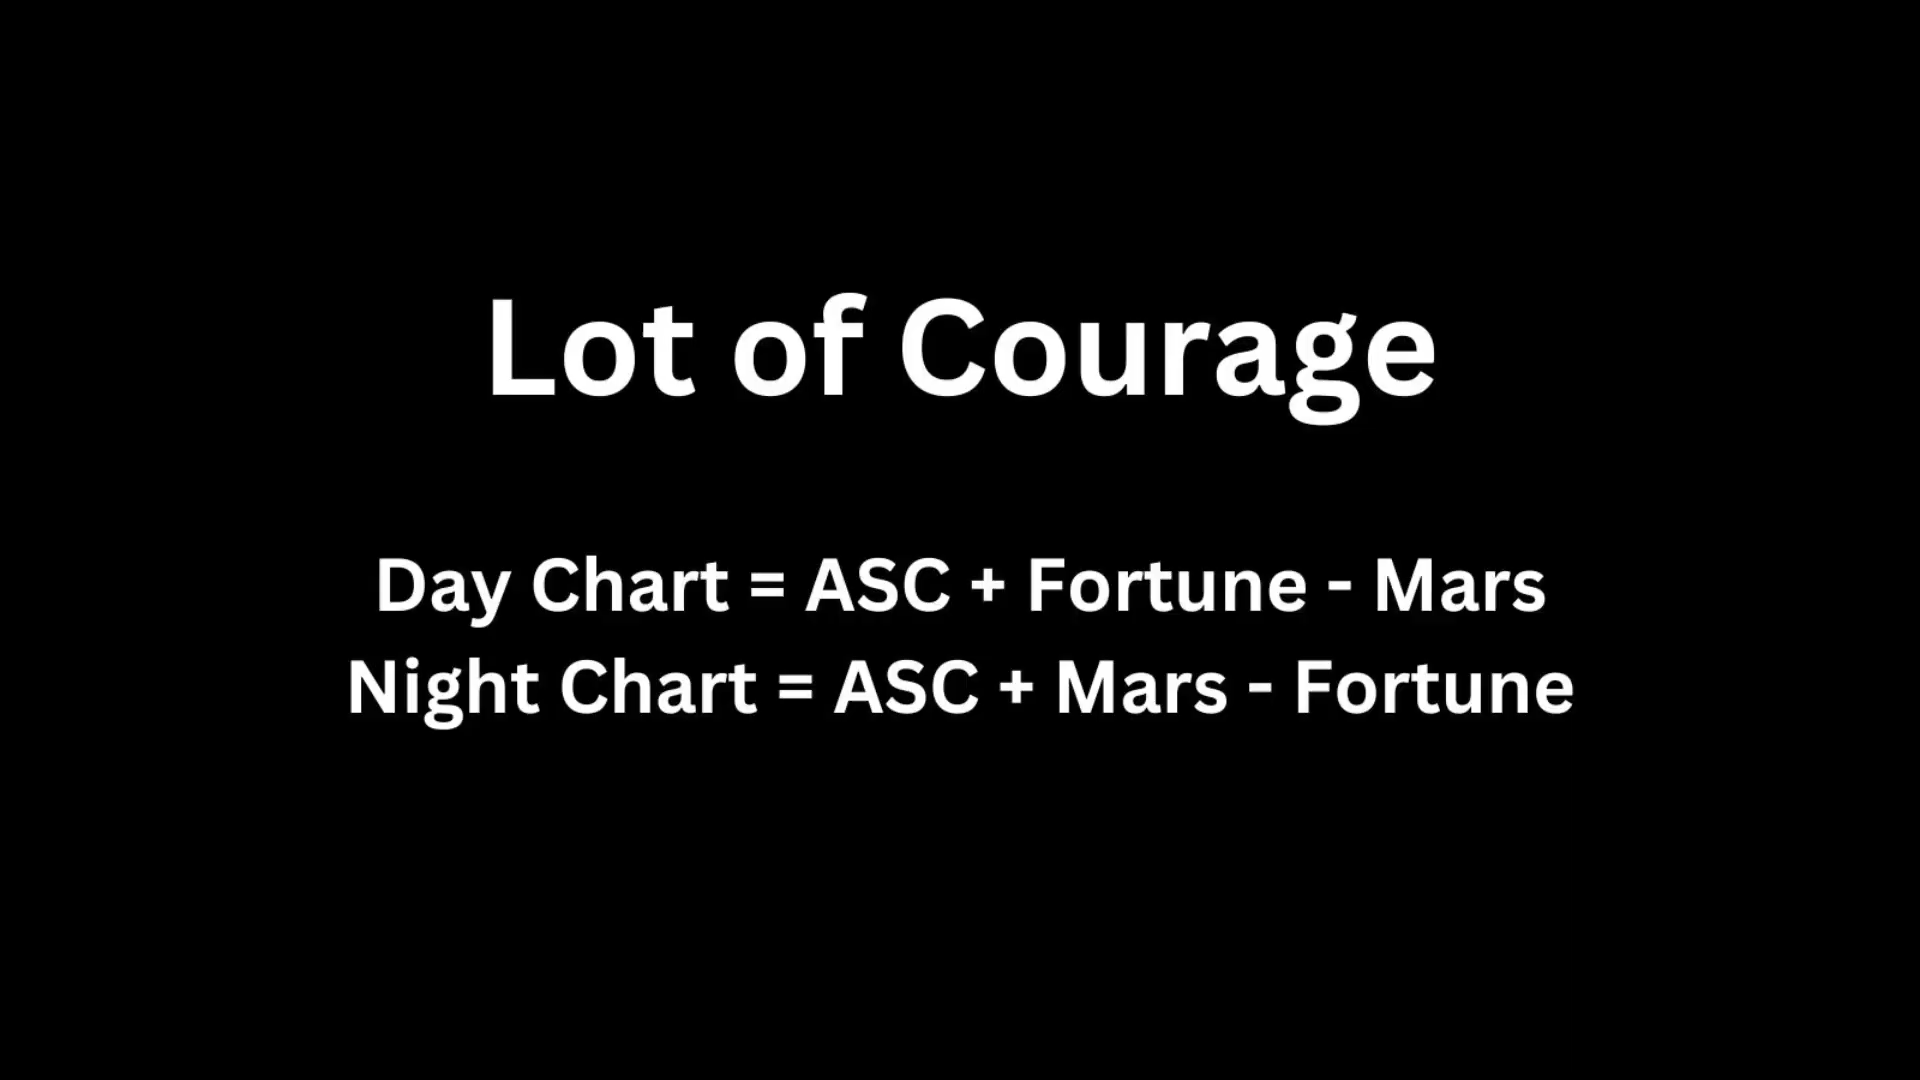 Lot of Courage
Day Chart = ASC + Fortune - Mars
Night Chart = ASC + Mars - Fortune